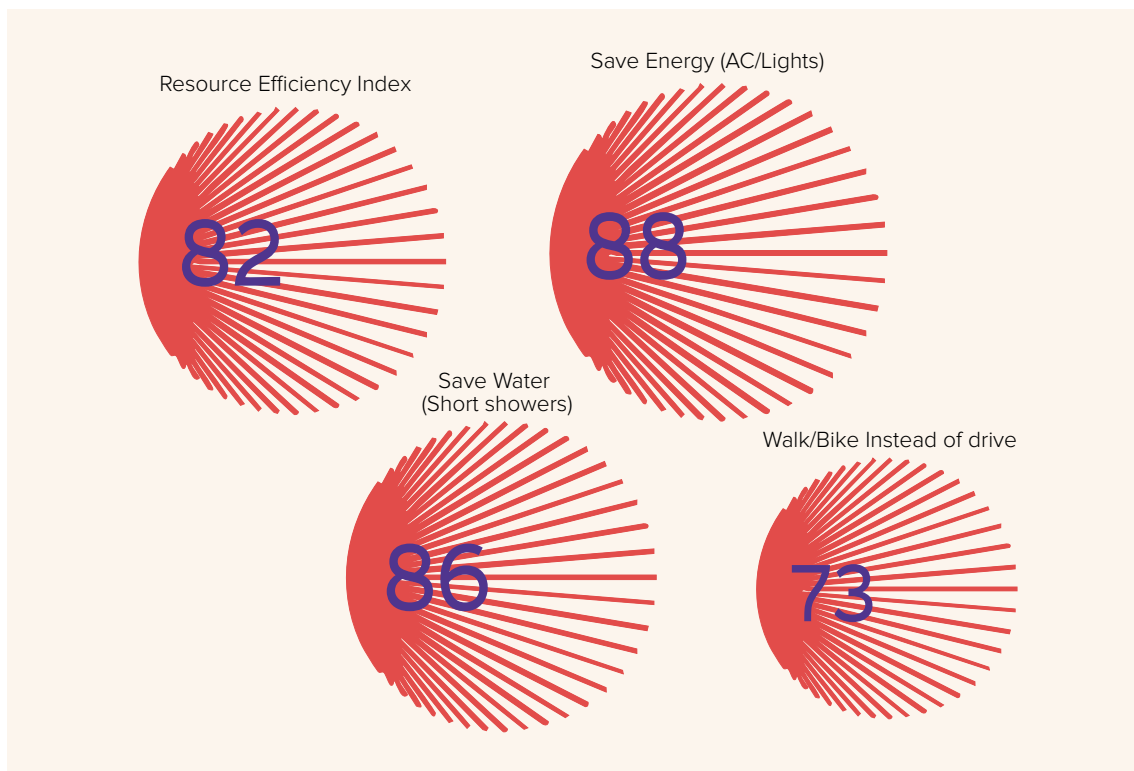 Resource Efficiency Index
82
Save Energy (AC/Lights)
88
Save Water
(Short showers)
86
Walk/Bike Instead of drive
73